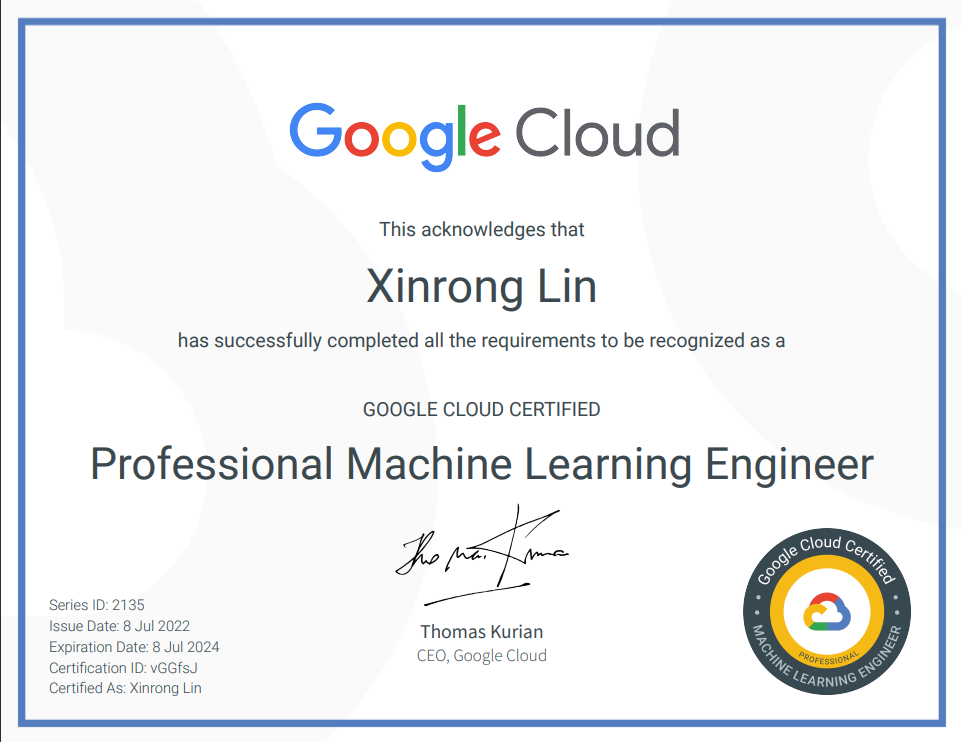 Google Cloud
This acknowledges that
Xinrong Lin
has successfully completed all the requirements to be recognized as a
GOOGLE CLOUD CERTIFIED
Professional Machine Learning Engineer
Thomas Kurian
Thomas Kurian
CEO, Google Cloud
Series ID: 2135
Issue Date: 8 Jul 2022
Expiration Date: 8 Jul 2024
Certification ID: vGGfsJ
Certified As: Xinrong Lin
Google Cloud Certified
PROFESSIONAL
MACHINE LEARNING ENGINEER